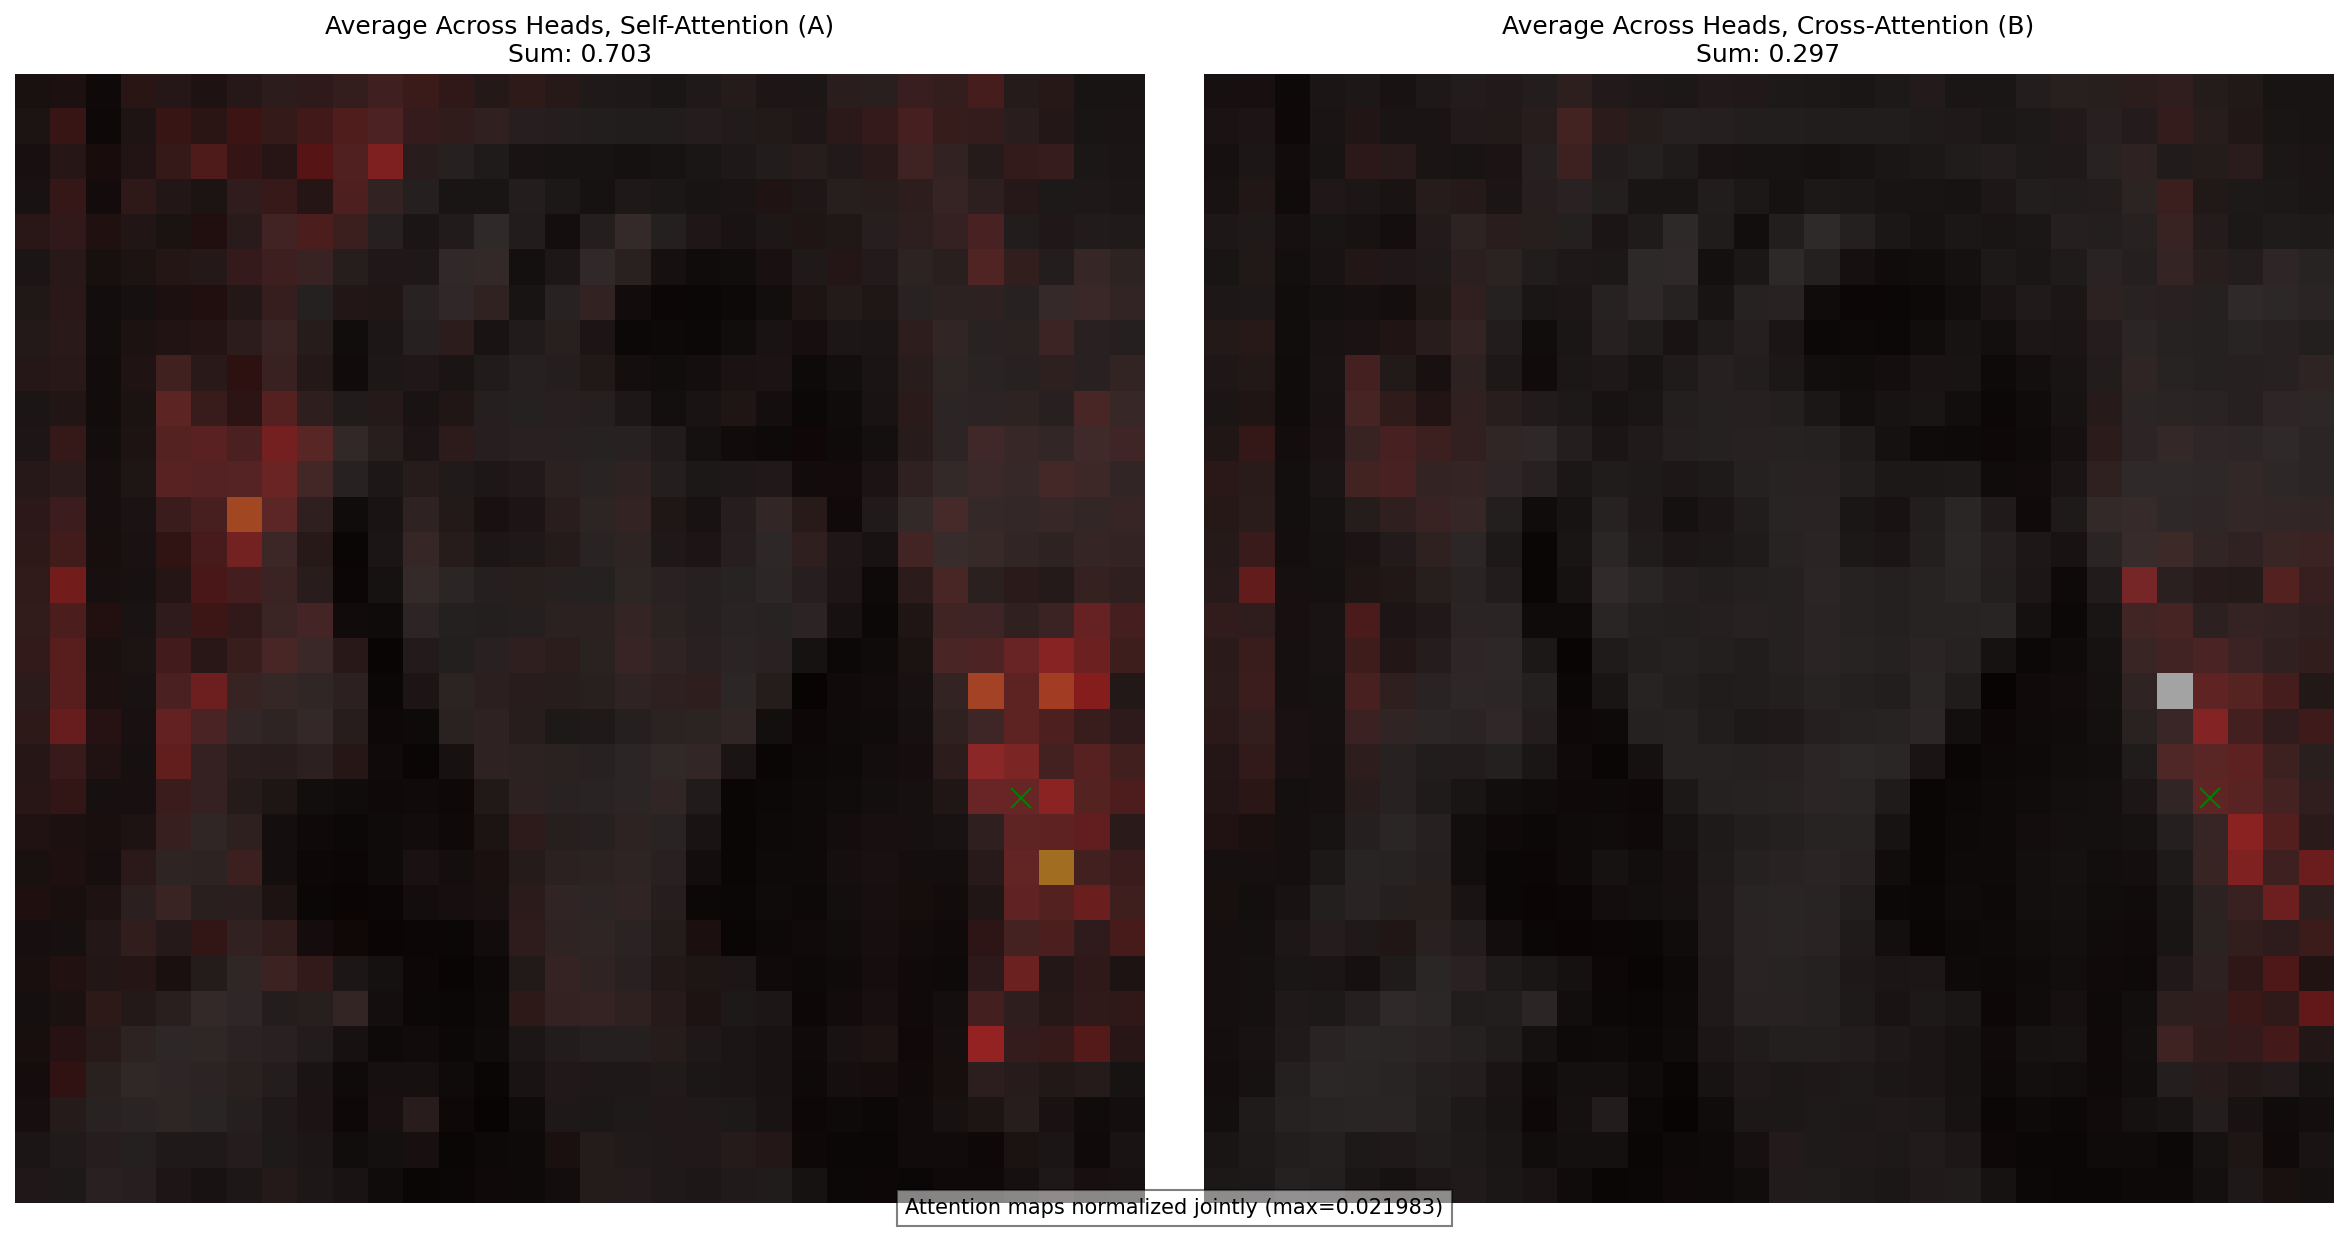 Average Across Heads, Self-Attention (A)
Sum: 0.703
Average Across Heads, Cross-Attention (B)
Sum: 0.297
Attention maps normalized jointly (max=0.021983)